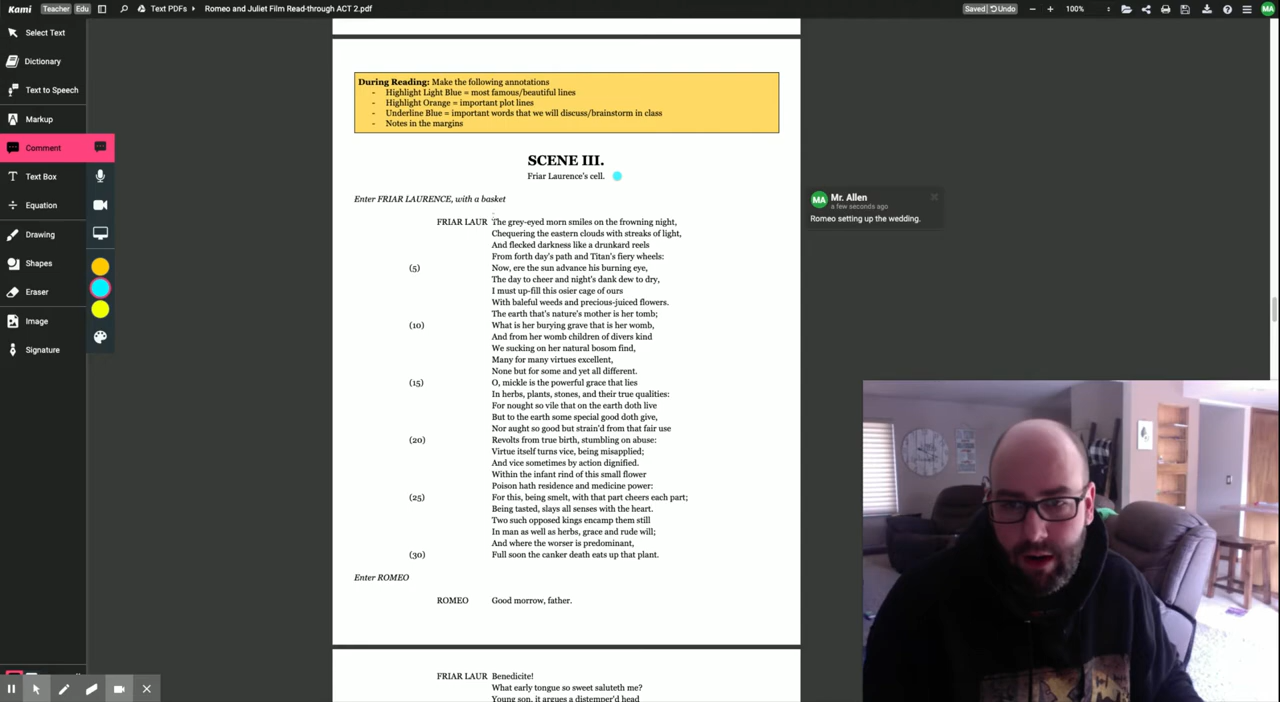 Kami Teacher Edu Text PDFs Romeo and Juliet Film Read-through ACT 2.pdf Saved Undo 100% MA
Select Text
Dictionary
Text to Speech
Markup
Comment
Text Box
Equation
Drawing
Shapes
Eraser
Image
Signature
During Reading: Make the following annotations
- Highlight Light Blue = most famous/beautiful lines
- Highlight Orange = important plot lines
- Underline Blue = important words that we will discuss/brainstorm in class
- Notes in the margins
SCENE III.
Friar Laurence's cell.
Enter FRIAR LAURENCE, with a basket
FRIAR LAUR The grey-eyed morn smiles on the frowning night,
Chequering the eastern clouds with streaks of light,
And flecked darkness like a drunkard reels
From forth day's path and Titan's fiery wheels:
(5) Now, ere the sun advance his burning eye,
The day to cheer and night's dank dew to dry,
I must up-fill this osier cage of ours
With baleful weeds and precious-juiced flowers.
The earth that's nature's mother is her tomb;
(10) What is her burying grave that is her womb,
And from her womb children of divers kind
We sucking on her natural bosom find,
Many for many virtues excellent,
None but for some and yet all different.
(15) O, mickle is the powerful grace that lies
In herbs, plants, stones, and their true qualities:
For nought so vile that on the earth doth live
But to the earth some special good doth give,
Nor aught so good but strain'd from that fair use
(20) Revolts from true birth, stumbling on abuse:
Virtue itself turns vice, being misapplied;
And vice sometimes by action dignified.
Within the infant rind of this small flower
Poison hath residence and medicine power:
(25) For this, being smelt, with that part cheers each part;
Being tasted, slays all senses with the heart.
Two such opposed kings encamp them still
In man as well as herbs, grace and rude will;
And where the worser is predominant,
(30) Full soon the canker death eats up that plant.
Enter ROMEO
ROMEO Good morrow, father.
FRIAR LAUR Benedicite!
What early tongue so sweet saluteth me?
Young son, it argues a distemper'd head
MA Mr. Allen
a few seconds ago
Romeo setting up the wedding.